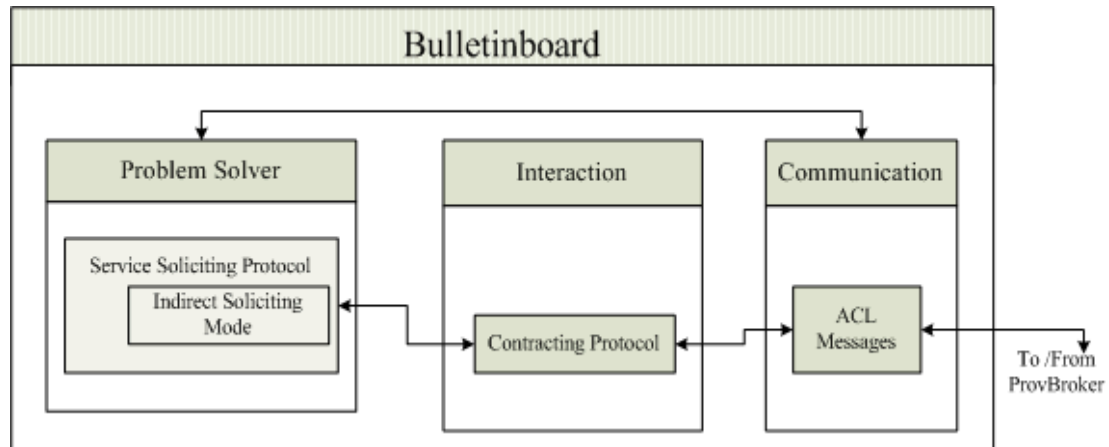 Bulletinboard
Problem Solver
Interaction
Communication
Service Soliciting Protocol
Indirect Soliciting
Mode
Contracting Protocol
ACL
Messages
To /From
ProvBroker